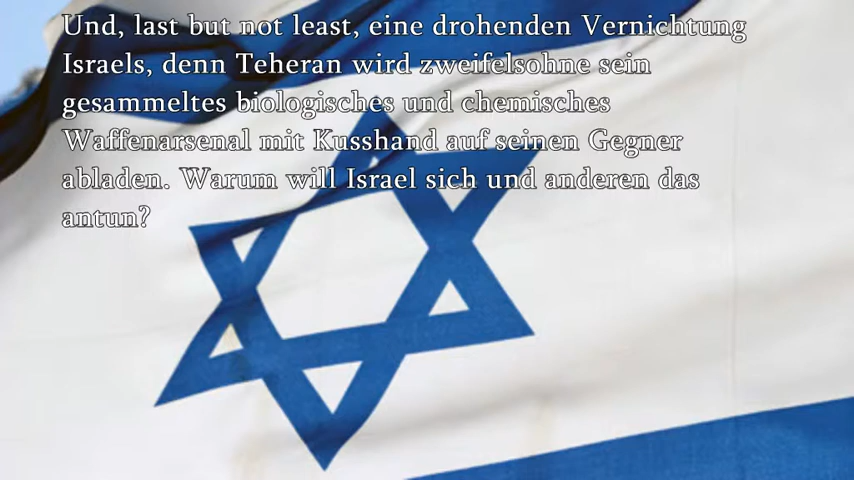 Und, last but not least, eine drohenden Vernichtung
Israels, denn Teheran wird zweifelsohne sein
gesammeltes biologisches und chemisches
Waffenarsenal mit Kusshand auf seinen Gegner
abladen. Warum will Israel sich und anderen das
antun?